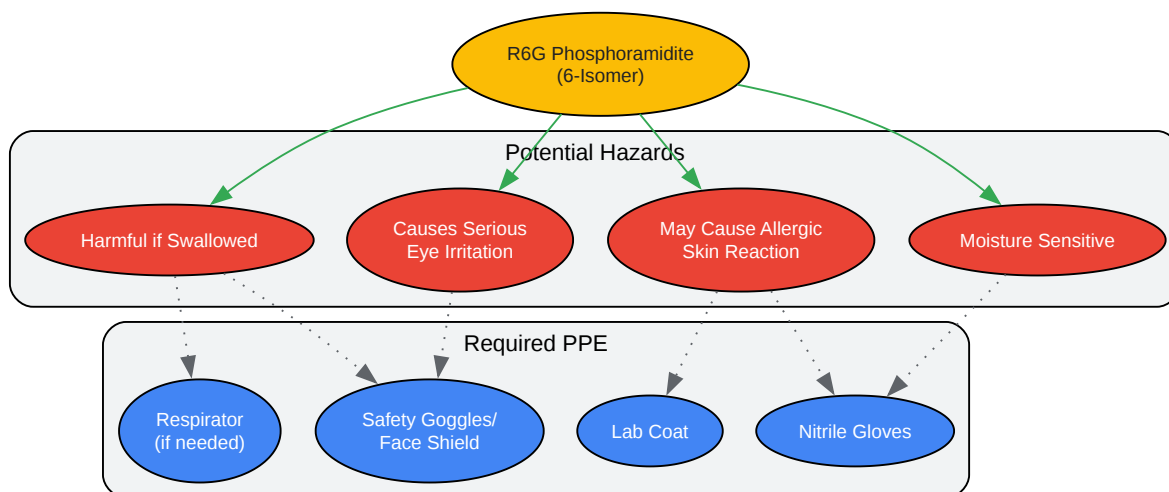 R6G Phosphoramidite
(6-Isomer)
Potential Hazards
Harmful if Swallowed
Causes Serious
Eye Irritation
May Cause Allergic
Skin Reaction
Moisture Sensitive
Required PPE
Respirator
(if needed)
Safety Goggles/
Face Shield
Lab Coat
Nitrile Gloves